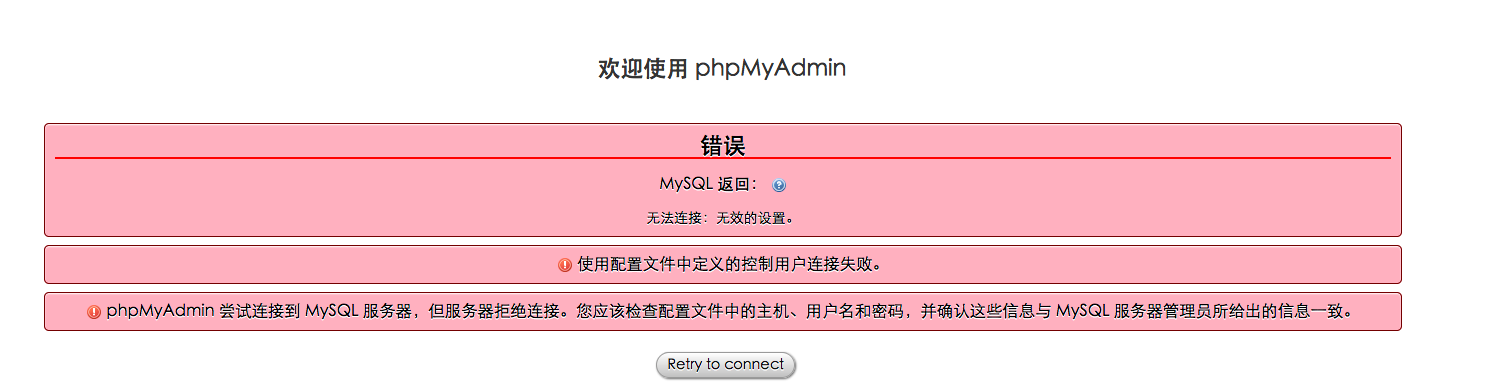 欢迎使用 phpMyAdmin
错误
MySQL 返回：
无法连接：无效的设置。
使用配置文件中定义的控制用户连接失败。
phpMyAdmin 尝试连接到 MySQL 服务器，但服务器拒绝连接。您应该检查配置文件中的主机、用户名和密码，并确认这些信息与 MySQL 服务器管理员所给出的信息一致。
Retry to connect